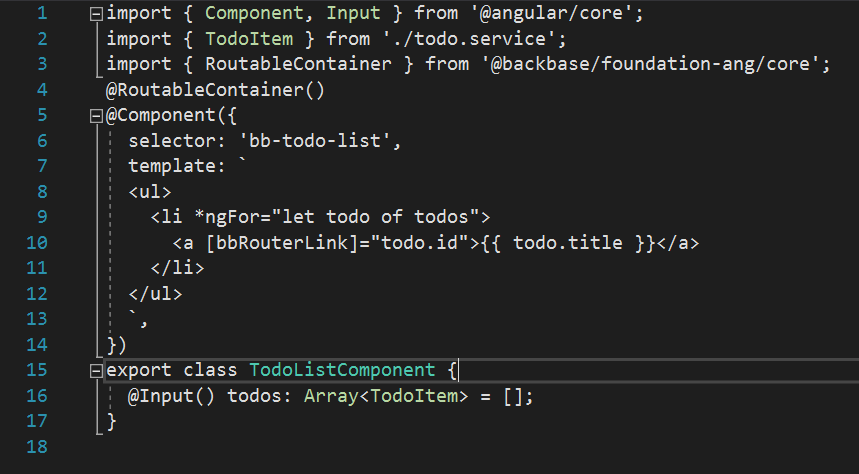 1 import { Component, Input } from '@angular/core';
2 import { TodoItem } from './todo.service';
3 import { RoutableContainer } from '@backbase/foundation-ang/core';
4 @RoutableContainer()
5 @Component({
6   selector: 'bb-todo-list',
7   template: `
8   <ul>
9     <li *ngFor="let todo of todos">
10       <a [bbRouterLink]="todo.id">{{ todo.title }}</a>
11     </li>
12   </ul>
13   `,
14 })
15 export class TodoListComponent {
16   @Input() todos: Array<TodoItem> = [];
17 }
18